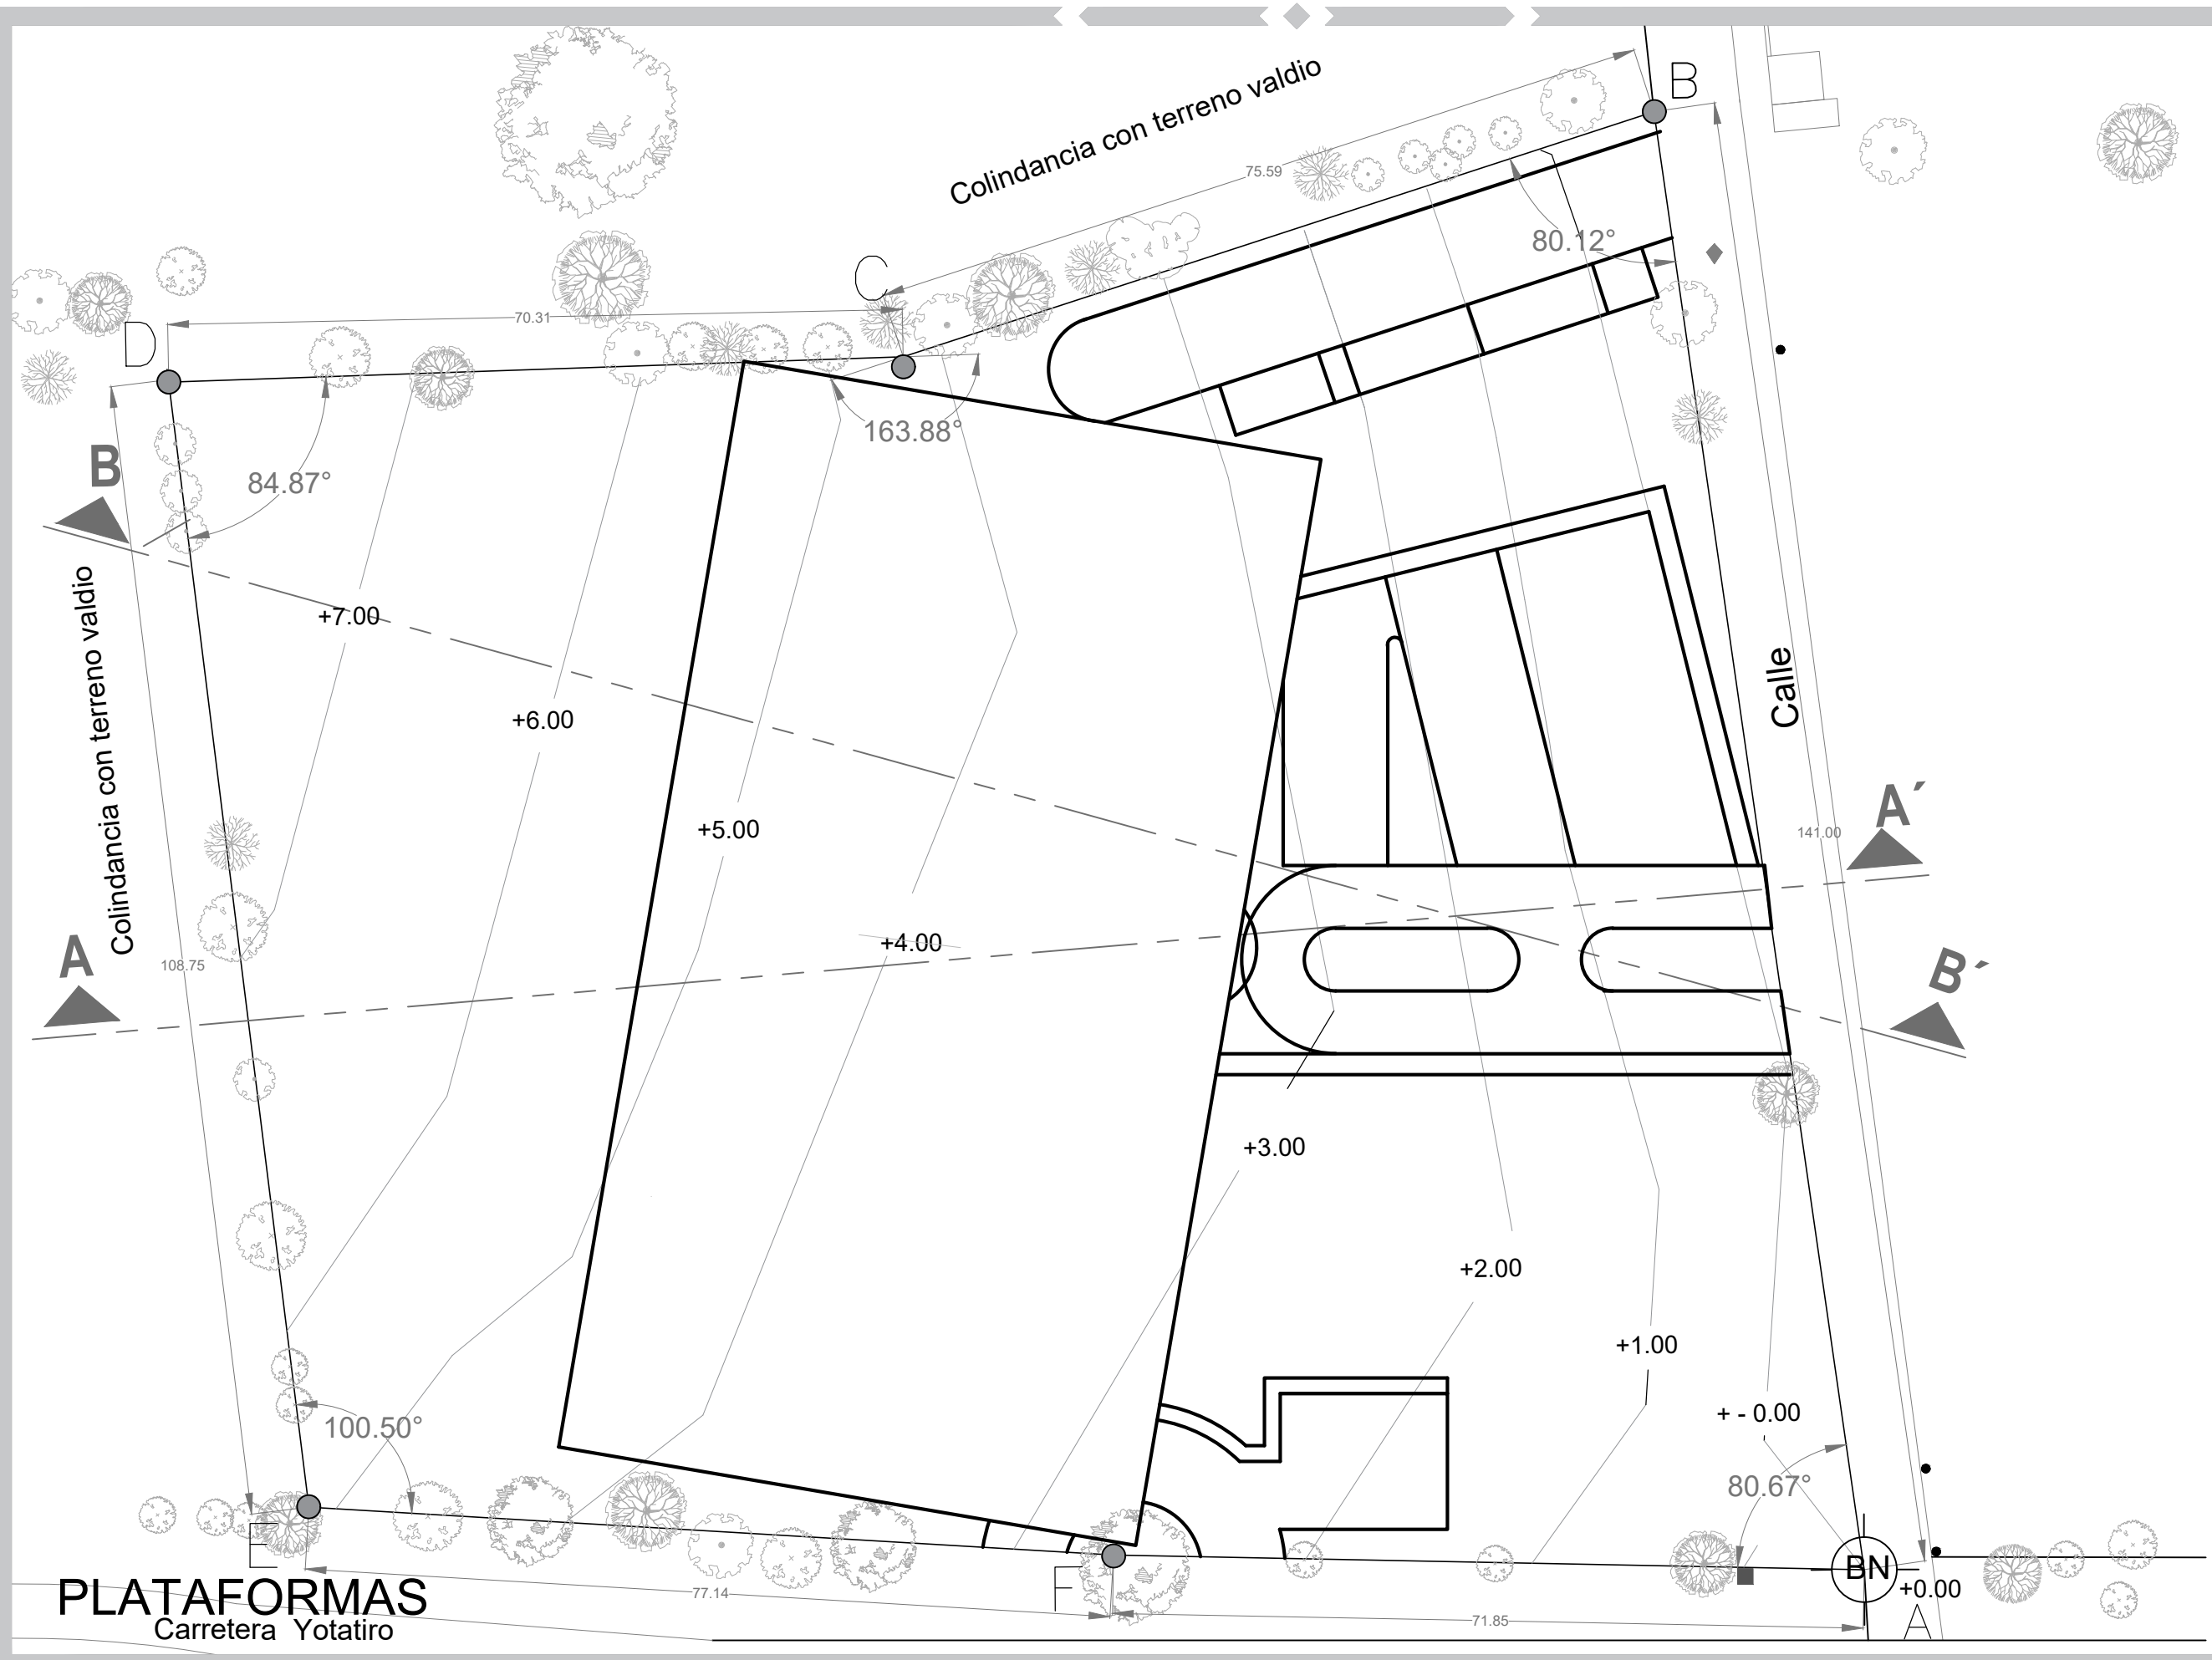 B
Colindancia con terreno valdio
75.59
80.12°
C
70.31
D
163.88°
84.87°
B
Colindancia con terreno valdio
+7.00
+6.00
Calle
A´
141.00
+5.00
+4.00
A
108.75
B´
+3.00
+2.00
+1.00
+ - 0.00
100.50°
80.67°
E
F
BN
+0.00
A
77.14
71.85
PLATAFORMAS
Carretera Yotatiro